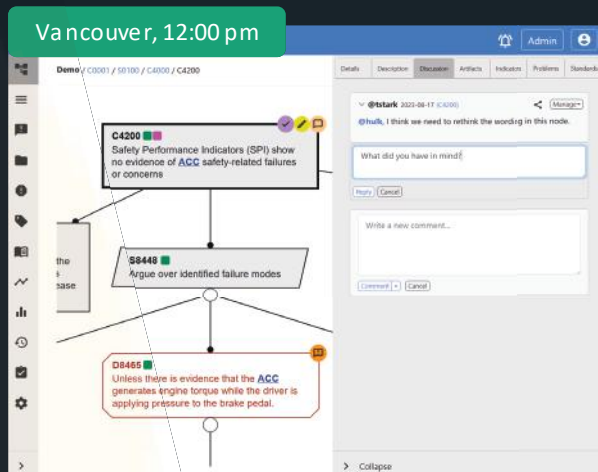 Vancouver, 12:00 pm
Admin
Demo / C0001 / S0100 / C4000 / C4200
Details Description Discussion Artifacts Indicators Problems Standards
@tstark 2023-08-17 (C4200) Manage
@hulk, I think we need to rethink the wording in this node.
What did you have in mind?
Reply Cancel
Write a new comment...
Comment Cancel
C4200
Safety Performance Indicators (SPI) show
no evidence of ACC safety-related failures
or concerns
the
s
ease
S8448
Argue over identified failure modes
D8465
Unless there is evidence that the ACC
generates engine torque while the driver is
applying pressure to the brake pedal.
Collapse